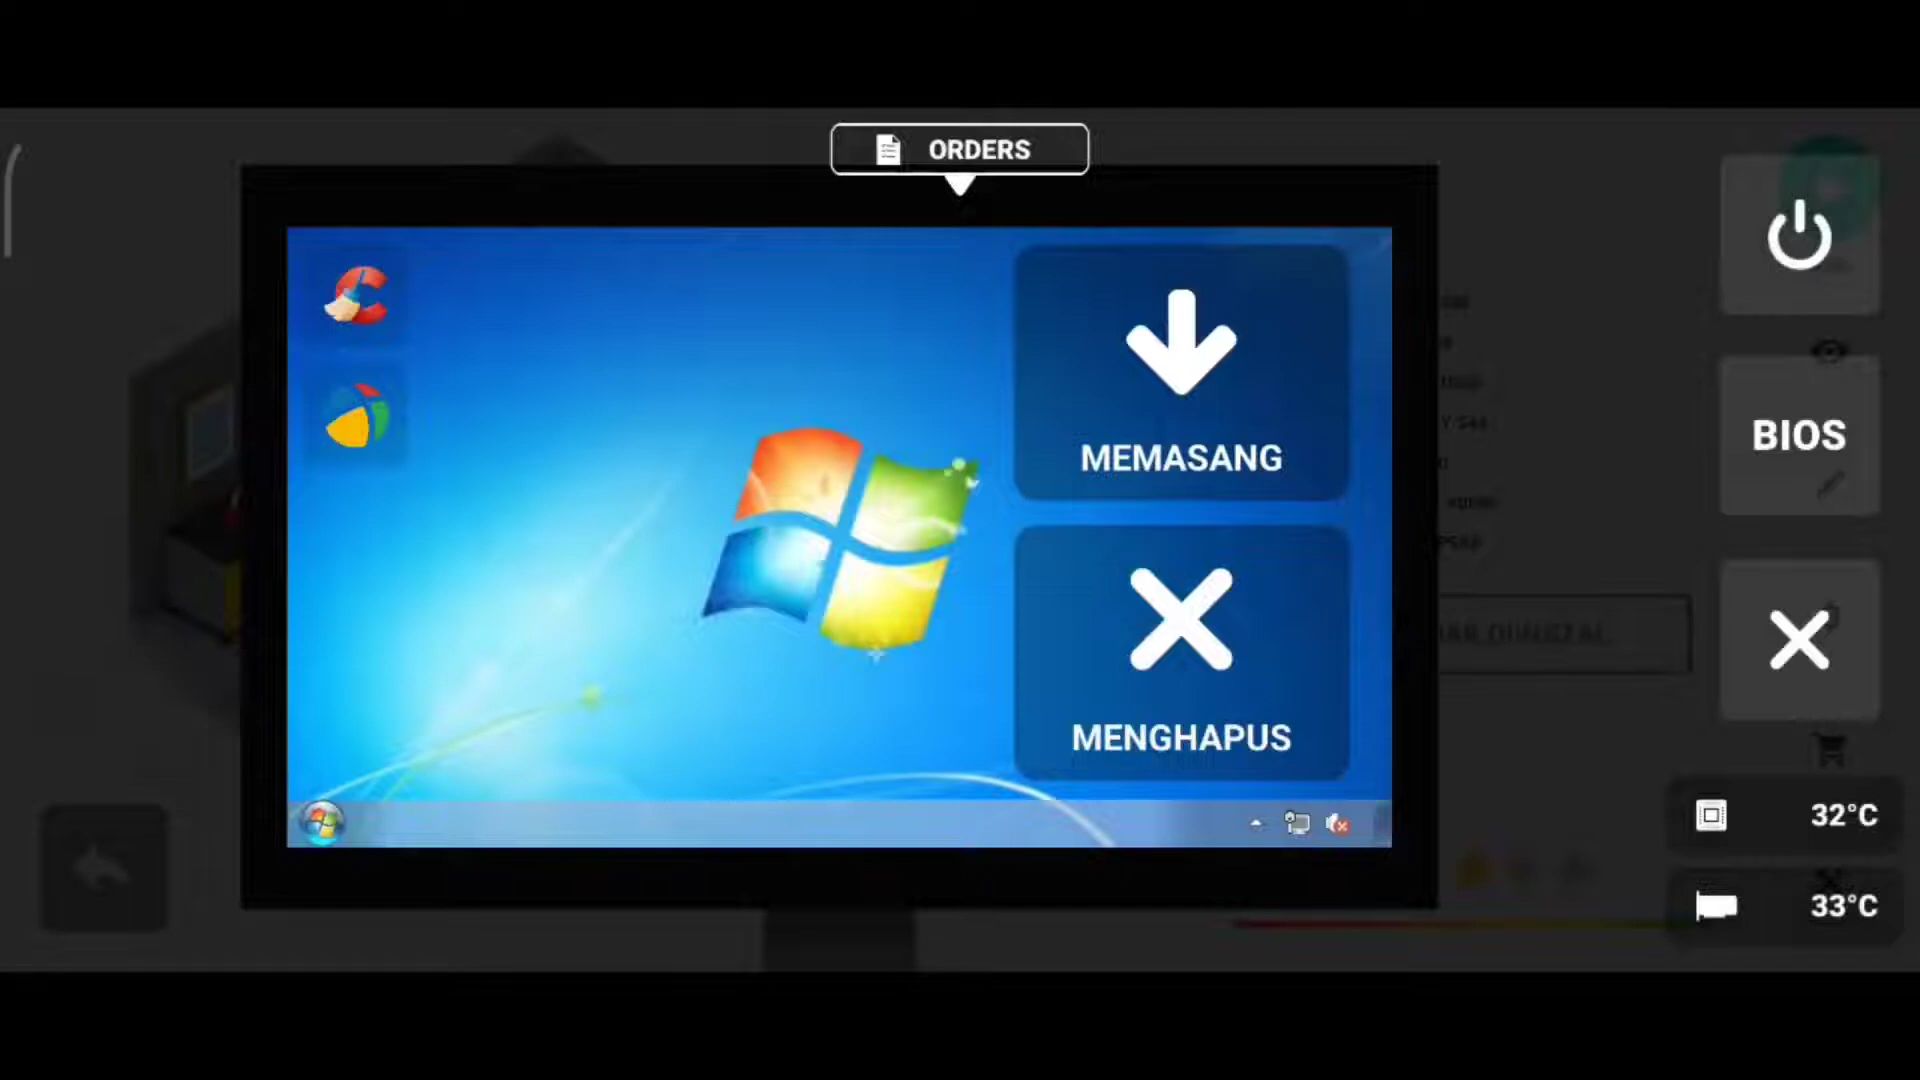 ORDERS
MEMASANG
BIOS
MENGHAPUS
32°C
33°C